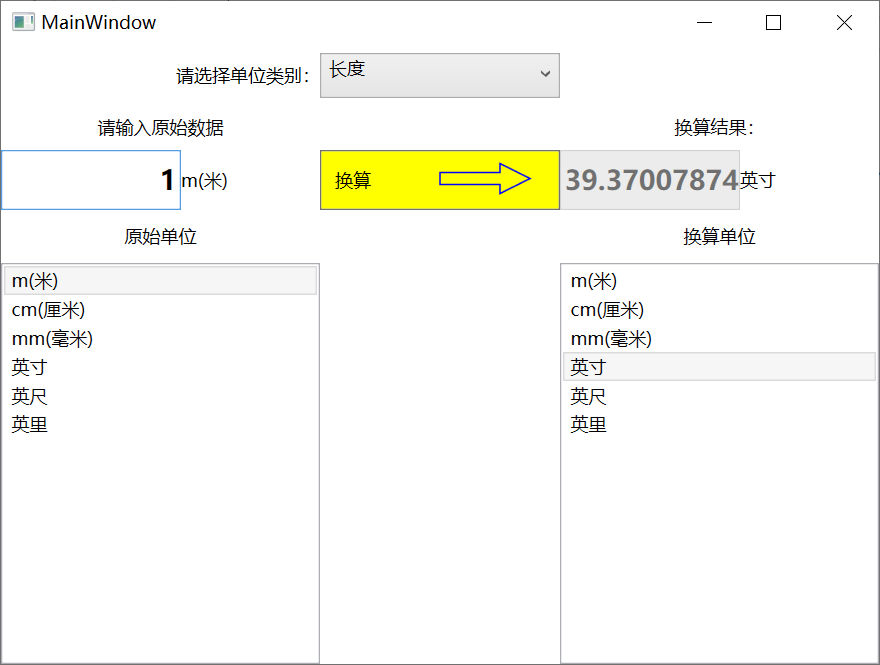 MainWindow
请选择单位类别：
长度
请输入原始数据
换算结果：
1
m(米)
换算
39.37007874
英寸
原始单位
换算单位
m(米)
cm(厘米)
mm(毫米)
英寸
英尺
英里
m(米)
cm(厘米)
mm(毫米)
英寸
英尺
英里